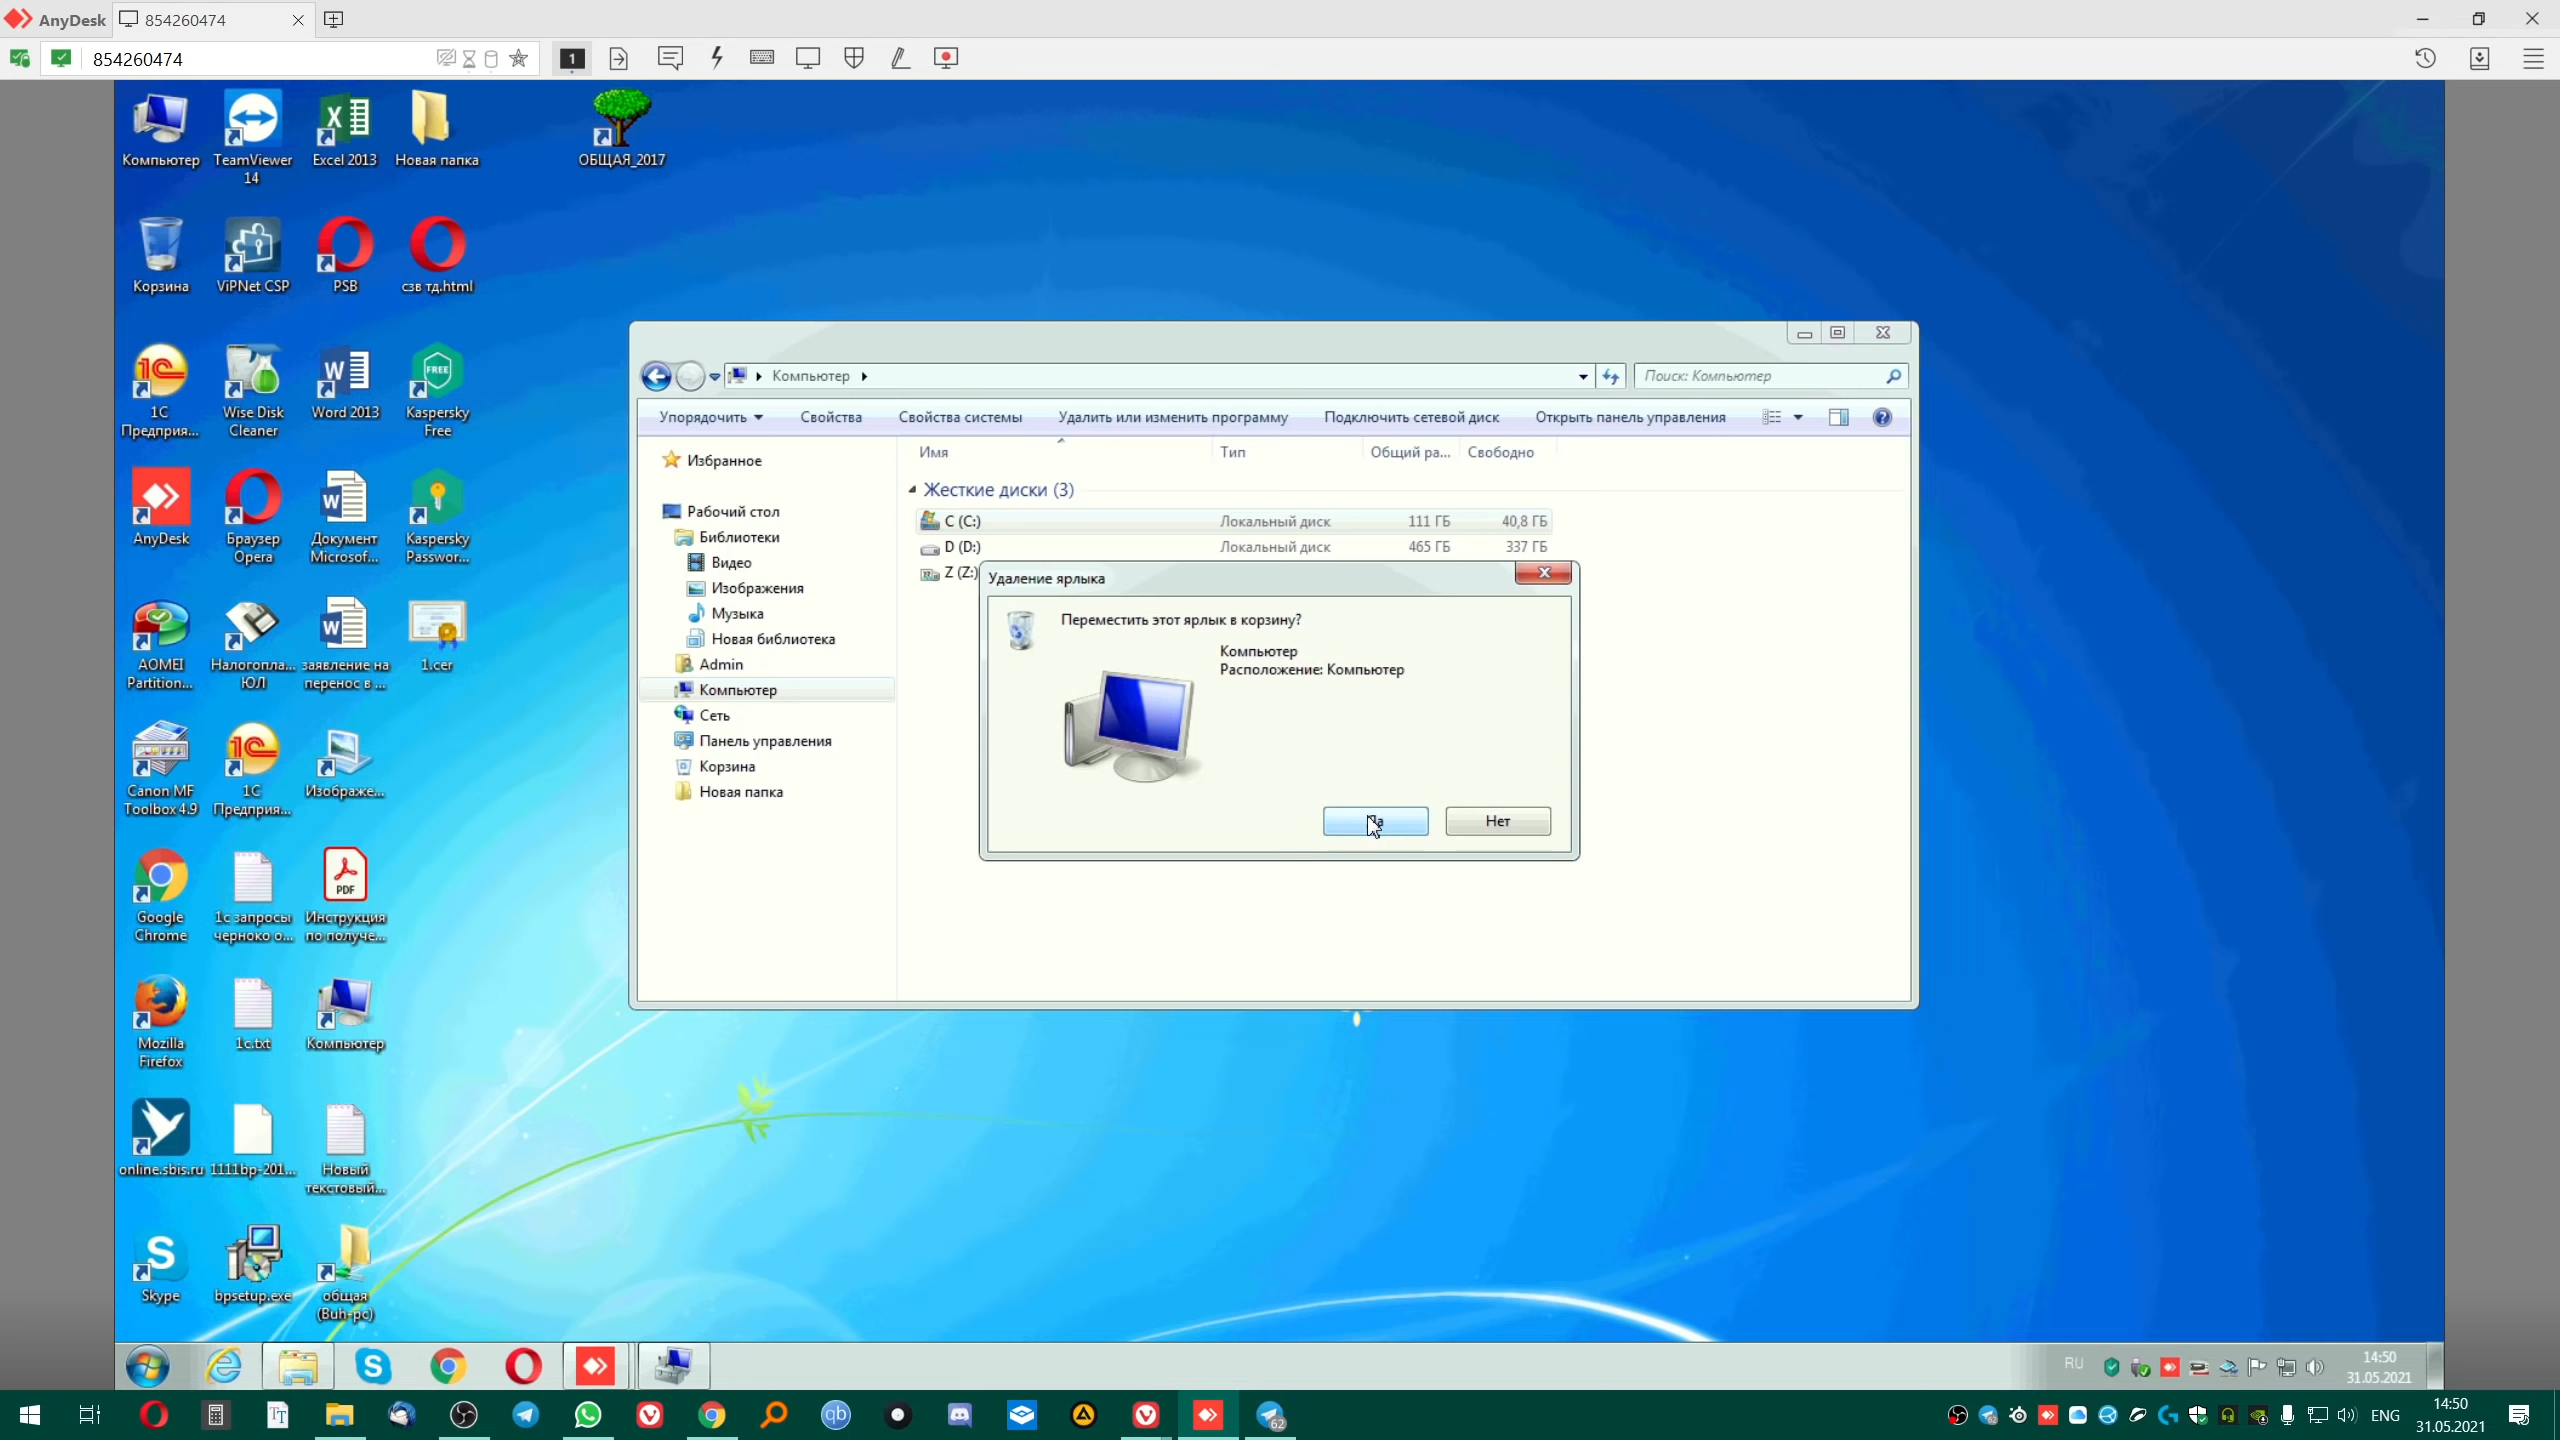 AnyDesk
854260474
854260474
1
Компьютер
TeamViewer
14
Excel 2013
Новая папка
ОБЩАЯ_2017
Корзина
ViPNet CSP
PSB
сзв тд.html
1С
Предприя...
Wise Disk
Cleaner
Word 2013
FREE
Kaspersky
Free
AnyDesk
Браузер
Opera
Документ
Microsof...
Kaspersky
Passwor...
AOMEI
Partition...
Налогопла...
ЮЛ
заявление на
перенос в ...
1.cer
Canon MF
Toolbox 4.9
1С
Предприя...
Изображе...
Google
Chrome
1с запросы
черноко о...
PDF
Инструкция
по получе...
Mozilla
Firefox
1c.txt
Компьютер
online.sbis.ru
1111bp-201...
Новый
текстовый...
Skype
bpsetup.exe
общая
(Buh-pc)
Компьютер
Поиск: Компьютер
Упорядочить
Свойства
Свойства системы
Удалить или изменить программу
Подключить сетевой диск
Открыть панель управления
Избранное
Рабочий стол
Библиотеки
Видео
Изображения
Музыка
Новая библиотека
Admin
Компьютер
Сеть
Панель управления
Корзина
Новая папка
Имя
Тип
Общий ра...
Свободно
Жесткие диски (3)
C (C:)
Локальный диск
111 ГБ
40,8 ГБ
D (D:)
Локальный диск
465 ГБ
337 ГБ
Z (Z:)
Удаление ярлыка
Переместить этот ярлык в корзину?
Компьютер
Расположение: Компьютер
Нет
RU
14:50
31.05.2021
qb
62
ENG
14:50
31.05.2021